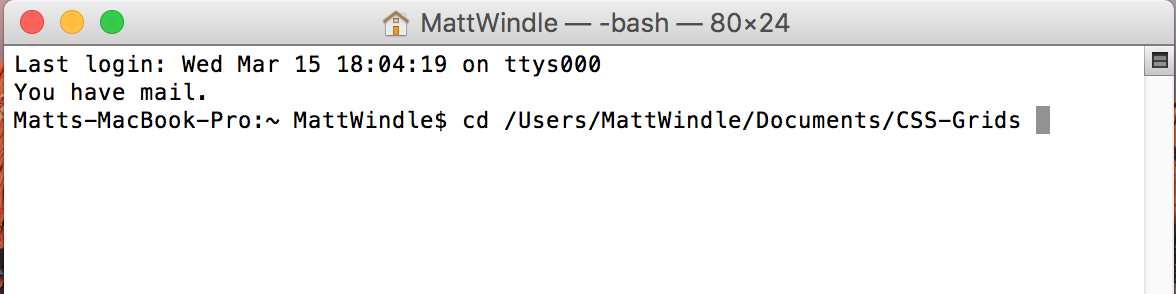 MattWindle — -bash — 80×24
Last login: Wed Mar 15 18:04:19 on ttys000
You have mail.
Matts-MacBook-Pro:~ MattWindle$ cd /Users/MattWindle/Documents/CSS-Grids